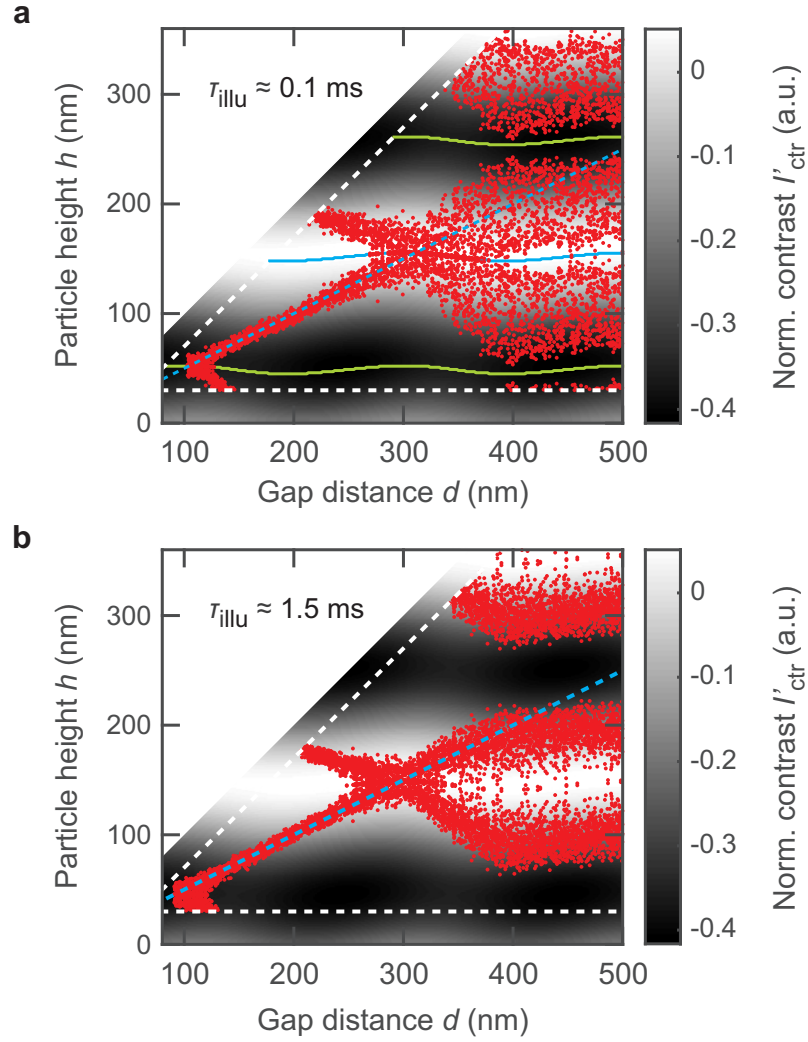 a
τillu ≈ 0.1 ms
Particle height h (nm)
300
200
100
0
100 200 300 400 500
Gap distance d (nm)
0
-0.1
-0.2
-0.3
-0.4
Norm. contrast I'ctr (a.u.)
b
τillu ≈ 1.5 ms
Particle height h (nm)
300
200
100
0
100 200 300 400 500
Gap distance d (nm)
0
-0.1
-0.2
-0.3
-0.4
Norm. contrast I'ctr (a.u.)